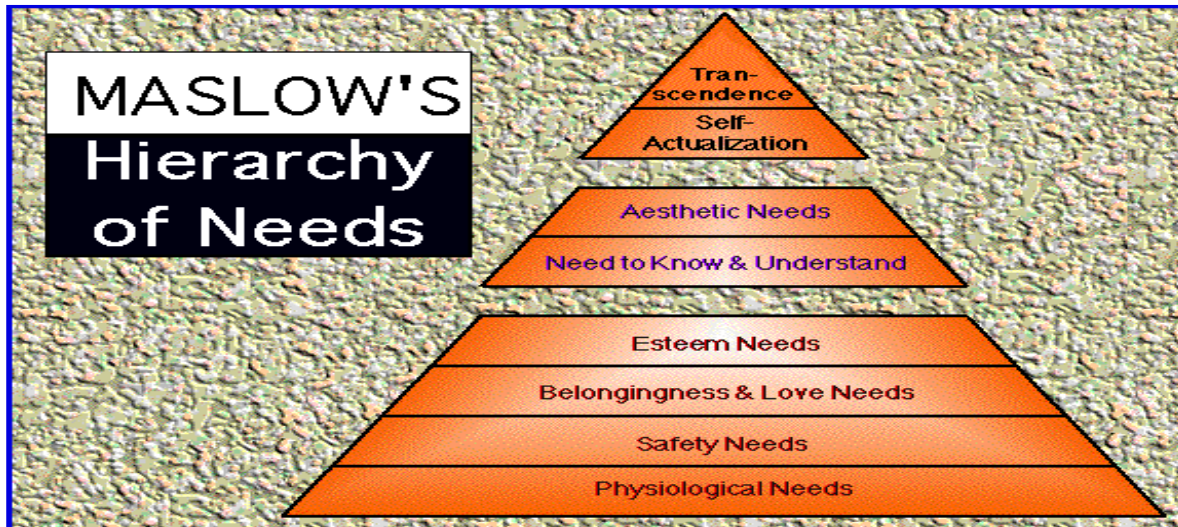 MASLOW'S
Hierarchy
of Needs
Tran-
scendence
Self-
Actualization
Aesthetic Needs
Need to Know & Understand
Esteem Needs
Belongingness & Love Needs
Safety Needs
Physiological Needs